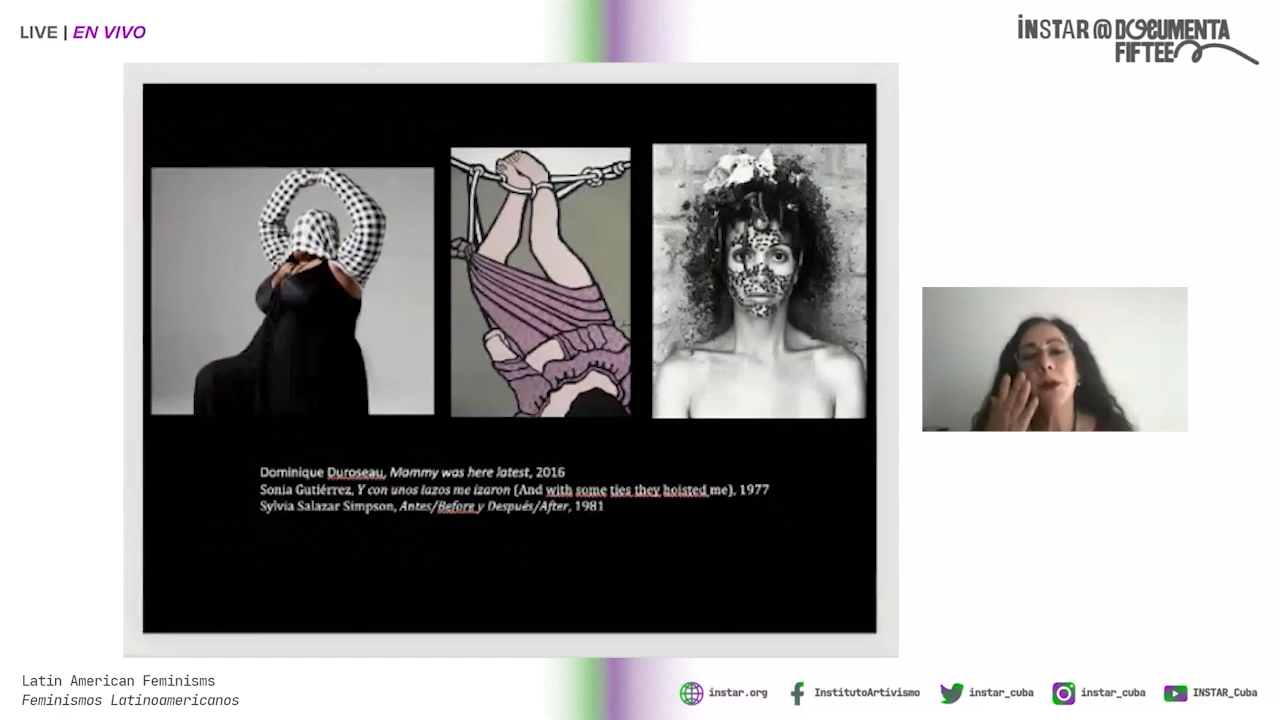 LIVE | EN VIVO
INSTAR @ DOCUMENTA
FIFTEEN
Dominique Duroseau, Mammy was here latest, 2016
Sonia Gutiérrez, Y con unos lazos me izaron (And with some ties they hoisted me), 1977
Sylvia Salazar Simpson, Antes/Before y Después/After, 1981
Latin American Feminisms
Feminismos Latinoamericanos
instar.org
InstitutoArtivismo
instar_cuba
instar_cuba
INSTAR_Cuba